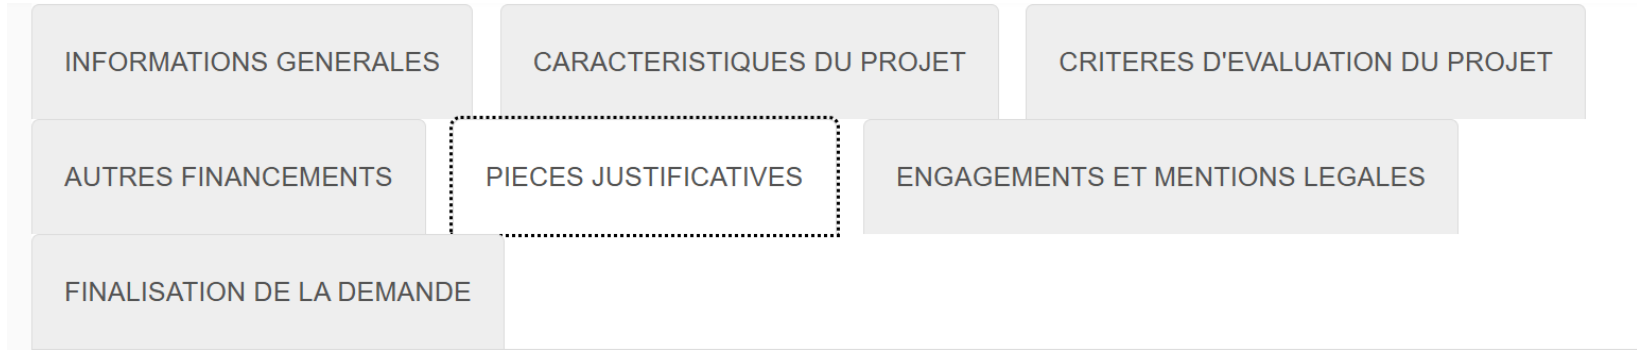 INFORMATIONS GENERALES
CARACTERISTIQUES DU PROJET
CRITERES D'EVALUATION DU PROJET
AUTRES FINANCEMENTS
PIECES JUSTIFICATIVES
ENGAGEMENTS ET MENTIONS LEGALES
FINALISATION DE LA DEMANDE